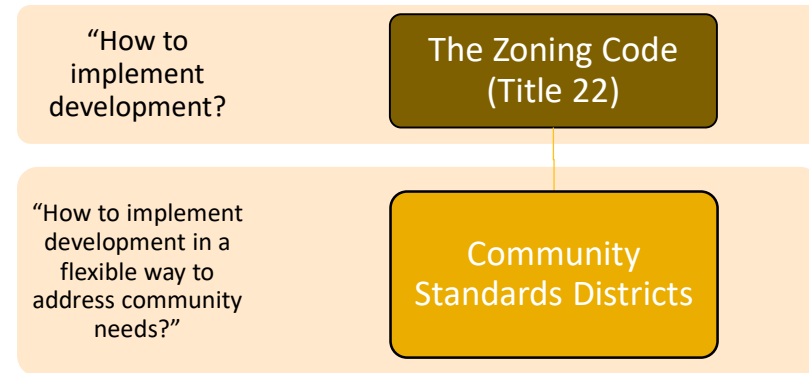 “How to
implement
development?
The Zoning Code
(Title 22)
“How to implement
development in a
flexible way to
address community
needs?”
Community
Standards Districts